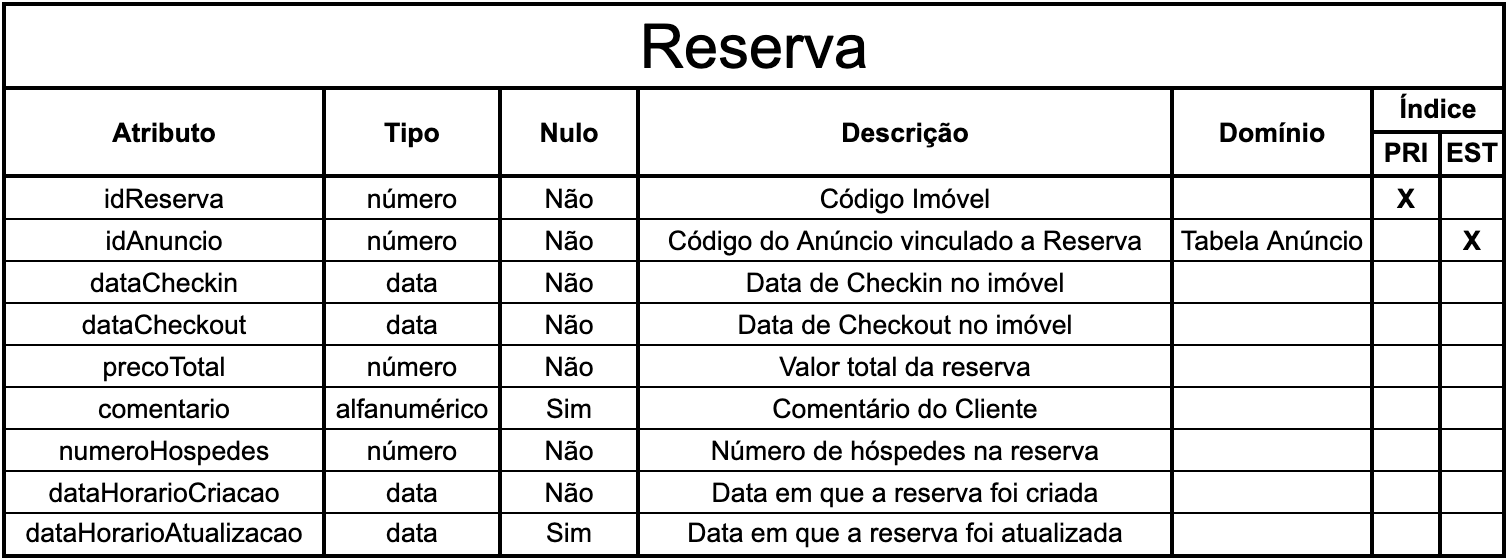 Reserva
Atributo Tipo Nulo Descrição Domínio Índice
PRI EST
idReserva número Não Código Imóvel X
idAnuncio número Não Código do Anúncio vinculado a Reserva Tabela Anúncio X
dataCheckin data Não Data de Checkin no imóvel
dataCheckout data Não Data de Checkout no imóvel
precoTotal número Não Valor total da reserva
comentario alfanumérico Sim Comentário do Cliente
numeroHospedes número Não Número de hóspedes na reserva
dataHorarioCriacao data Não Data em que a reserva foi criada
dataHorarioAtualizacao data Sim Data em que a reserva foi atualizada